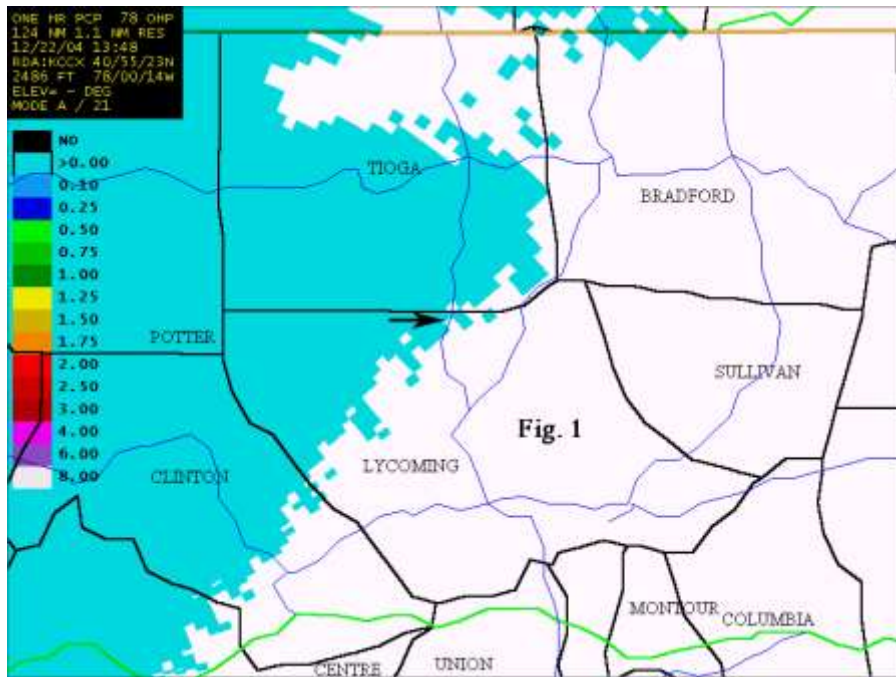 ONE HR PCP 78 OHP
124 NM 1.1 NM RES
12/22/04 13:48
RDA:KCCX 40/55/23N
2486 FT 78/00/14W
ELEV= - DEG
MODE A / 21
ND
>0.00
0.10
0.25
0.50
0.75
1.00
1.25
1.50
1.75
2.00
2.50
3.00
4.00
6.00
8.00
TIOGA
BRADFORD
POTTER
SULLIVAN
Fig. 1
LYCOMING
CLINTON
MONTOUR
COLUMBIA
CENTRE
UNION